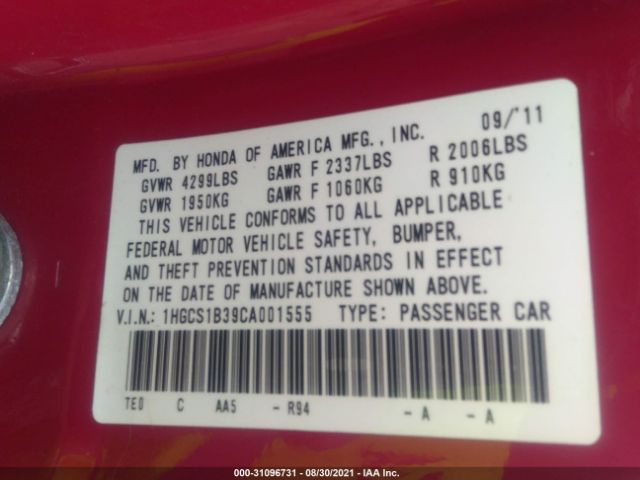 09/'11
MFD. BY HONDA OF AMERICA MFG., INC.
GVWR 4299LBS GAWR F 2337LBS R 2006LBS
GVWR 1950KG GAWR F 1060KG R 910KG
THIS VEHICLE CONFORMS TO ALL APPLICABLE
FEDERAL MOTOR VEHICLE SAFETY, BUMPER,
AND THEFT PREVENTION STANDARDS IN EFFECT
ON THE DATE OF MANUFACTURE SHOWN ABOVE.
V.I.N.: 1HGCS1B39CA001555 TYPE: PASSENGER CAR
TE0 C AA5 - R94 - A - A
000-31096731 - 08/30/2021 - IAA Inc.